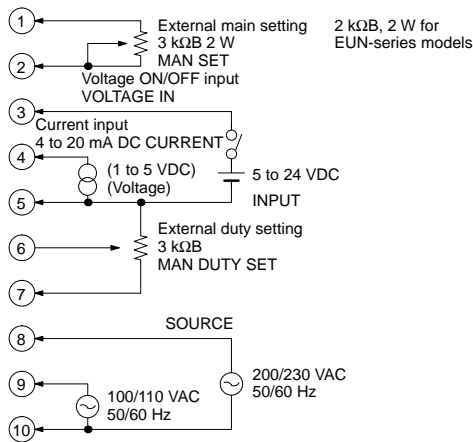 1
External main setting
3 kΩB 2 W
MAN SET
2 kΩB, 2 W for
EUN-series models
2
Voltage ON/OFF input
VOLTAGE IN
3
Current input
4 to 20 mA DC CURRENT
4
(1 to 5 VDC)
(Voltage)
5 to 24 VDC
5
INPUT
External duty setting
6
3 kΩB
MAN DUTY SET
7
SOURCE
8
200/230 VAC
50/60 Hz
9
100/110 VAC
50/60 Hz
10